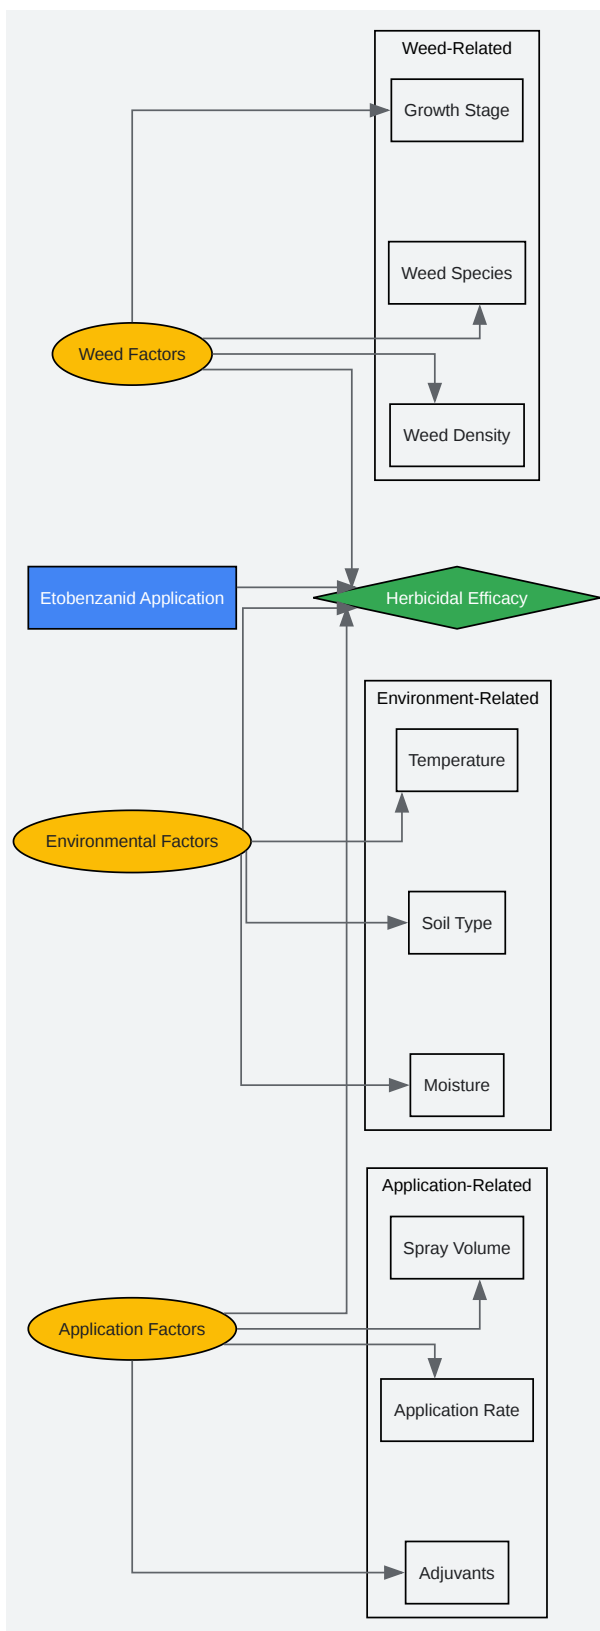 Weed-Related
Growth Stage
Weed Species
Weed Factors
Weed Density
Etobenzanid Application
Herbicidal Efficacy
Environment-Related
Temperature
Environmental Factors
Soil Type
Moisture
Application-Related
Spray Volume
Application Factors
Application Rate
Adjuvants